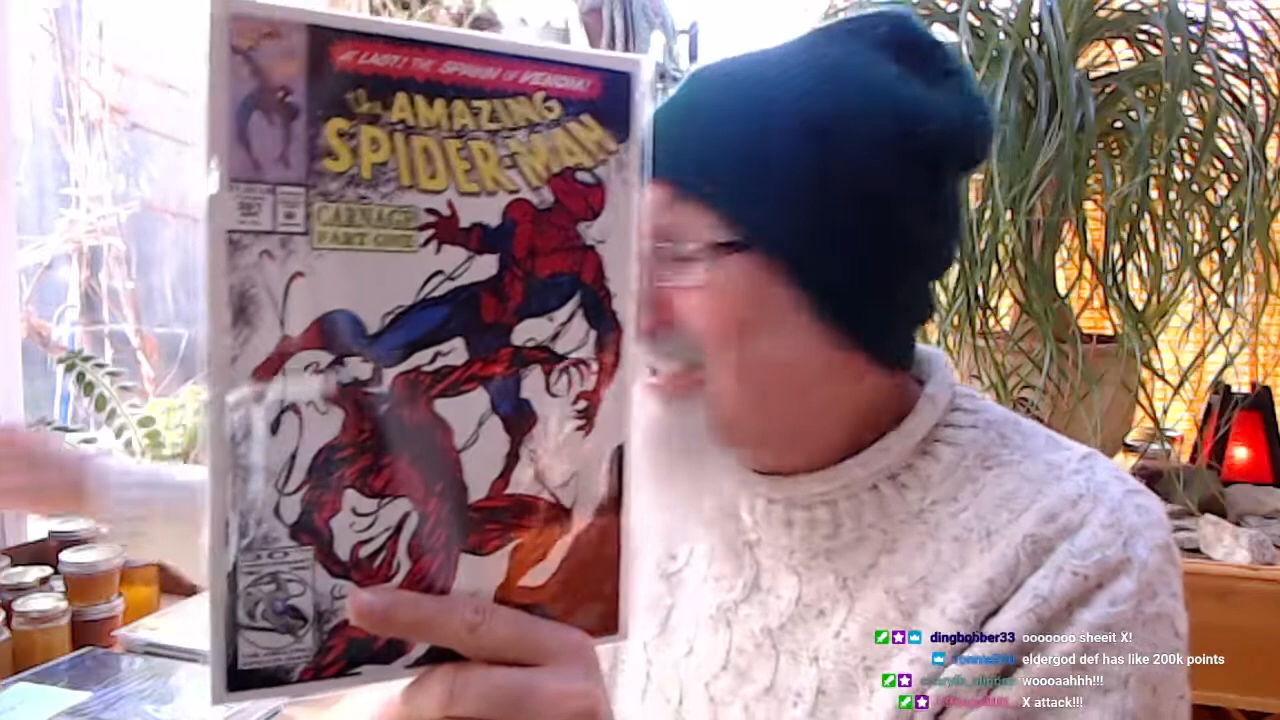 AT LAST! THE SPAWN OF VENOM!
the AMAZING
SPIDER-MAN
CARNAGE
PART ONE
dingbobber33 ooooooo sheeit X!
eldergod def has like 200k points
woooaahhh!!!
X attack!!!